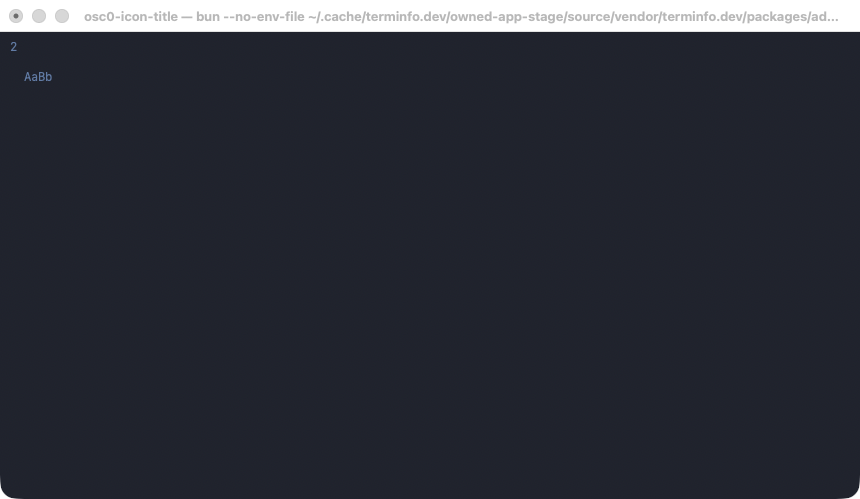 osc0-icon-title — bun --no-env-file ~/.cache/terminfo.dev/owned-app-stage/source/vendor/terminfo.dev/packages/ad...
2
AaBb